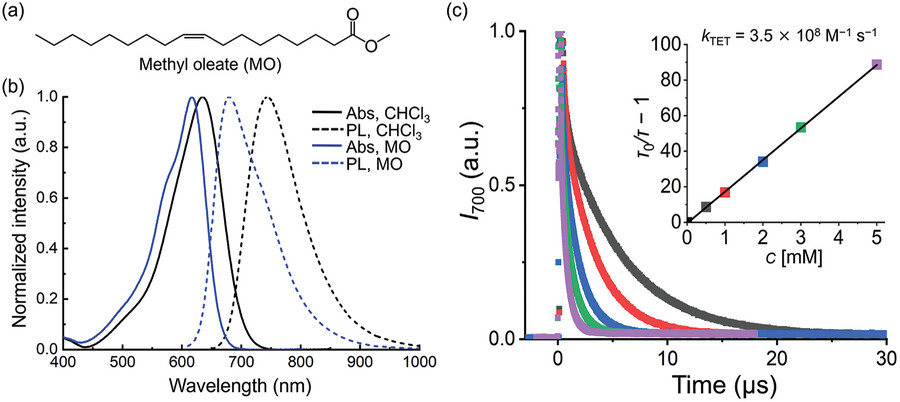 (a)
O
O
Methyl oleate (MO)
(b)
Normalized intensity (a.u.)
1.0
0.8
0.6
0.4
0.2
0.0
Abs, CHCl₃
PL, CHCl₃
Abs, MO
PL, MO
400 500 600 700 800 900 1000
Wavelength (nm)
(c)
I₇₀₀ (a.u.)
1.0
0.5
0.0
0 10 20 30
Time (µs)
k_TET = 3.5 × 10⁸ M⁻¹ s⁻¹
τ₀/τ − 1
100
80
60
40
20
0
0 1 2 3 4 5
c [mM]